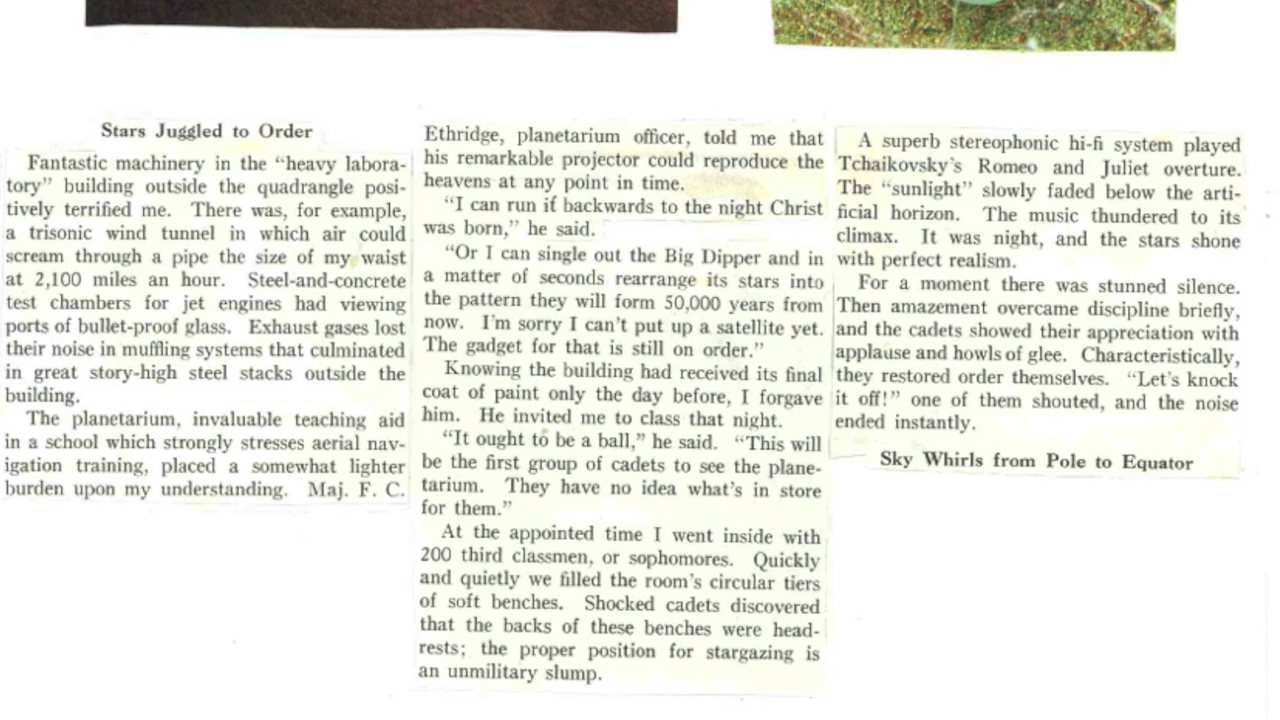 Stars Juggled to Order
Fantastic machinery in the “heavy labora-
tory” building outside the quadrangle posi-
tively terrified me. There was, for example,
a trisonic wind tunnel in which air could
scream through a pipe the size of my waist
at 2,100 miles an hour. Steel-and-concrete
test chambers for jet engines had viewing
ports of bullet-proof glass. Exhaust gases lost
their noise in muffling systems that culminated
in great story-high steel stacks outside the
building.
The planetarium, invaluable teaching aid
in a school which strongly stresses aerial nav-
igation training, placed a somewhat lighter
burden upon my understanding. Maj. F. C.
Ethridge, planetarium officer, told me that
his remarkable projector could reproduce the
heavens at any point in time.
“I can run it backwards to the night Christ
was born,” he said.
“Or I can single out the Big Dipper and in
a matter of seconds rearrange its stars into
the pattern they will form 50,000 years from
now. I’m sorry I can’t put up a satellite yet.
The gadget for that is still on order.”
Knowing the building had received its final
coat of paint only the day before, I forgave
him. He invited me to class that night.
“It ought to be a ball,” he said. “This will
be the first group of cadets to see the plane-
tarium. They have no idea what’s in store
for them.”
At the appointed time I went inside with
200 third classmen, or sophomores. Quickly
and quietly we filled the room’s circular tiers
of soft benches. Shocked cadets discovered
that the backs of these benches were head-
rests; the proper position for stargazing is
an unmilitary slump.
A superb stereophonic hi-fi system played
Tchaikovsky’s Romeo and Juliet overture.
The “sunlight” slowly faded below the arti-
ficial horizon. The music thundered to its
climax. It was night, and the stars shone
with perfect realism.
For a moment there was stunned silence.
Then amazement overcame discipline briefly,
and the cadets showed their appreciation with
applause and howls of glee. Characteristically,
they restored order themselves. “Let’s knock
it off!” one of them shouted, and the noise
ended instantly.
Sky Whirls from Pole to Equator